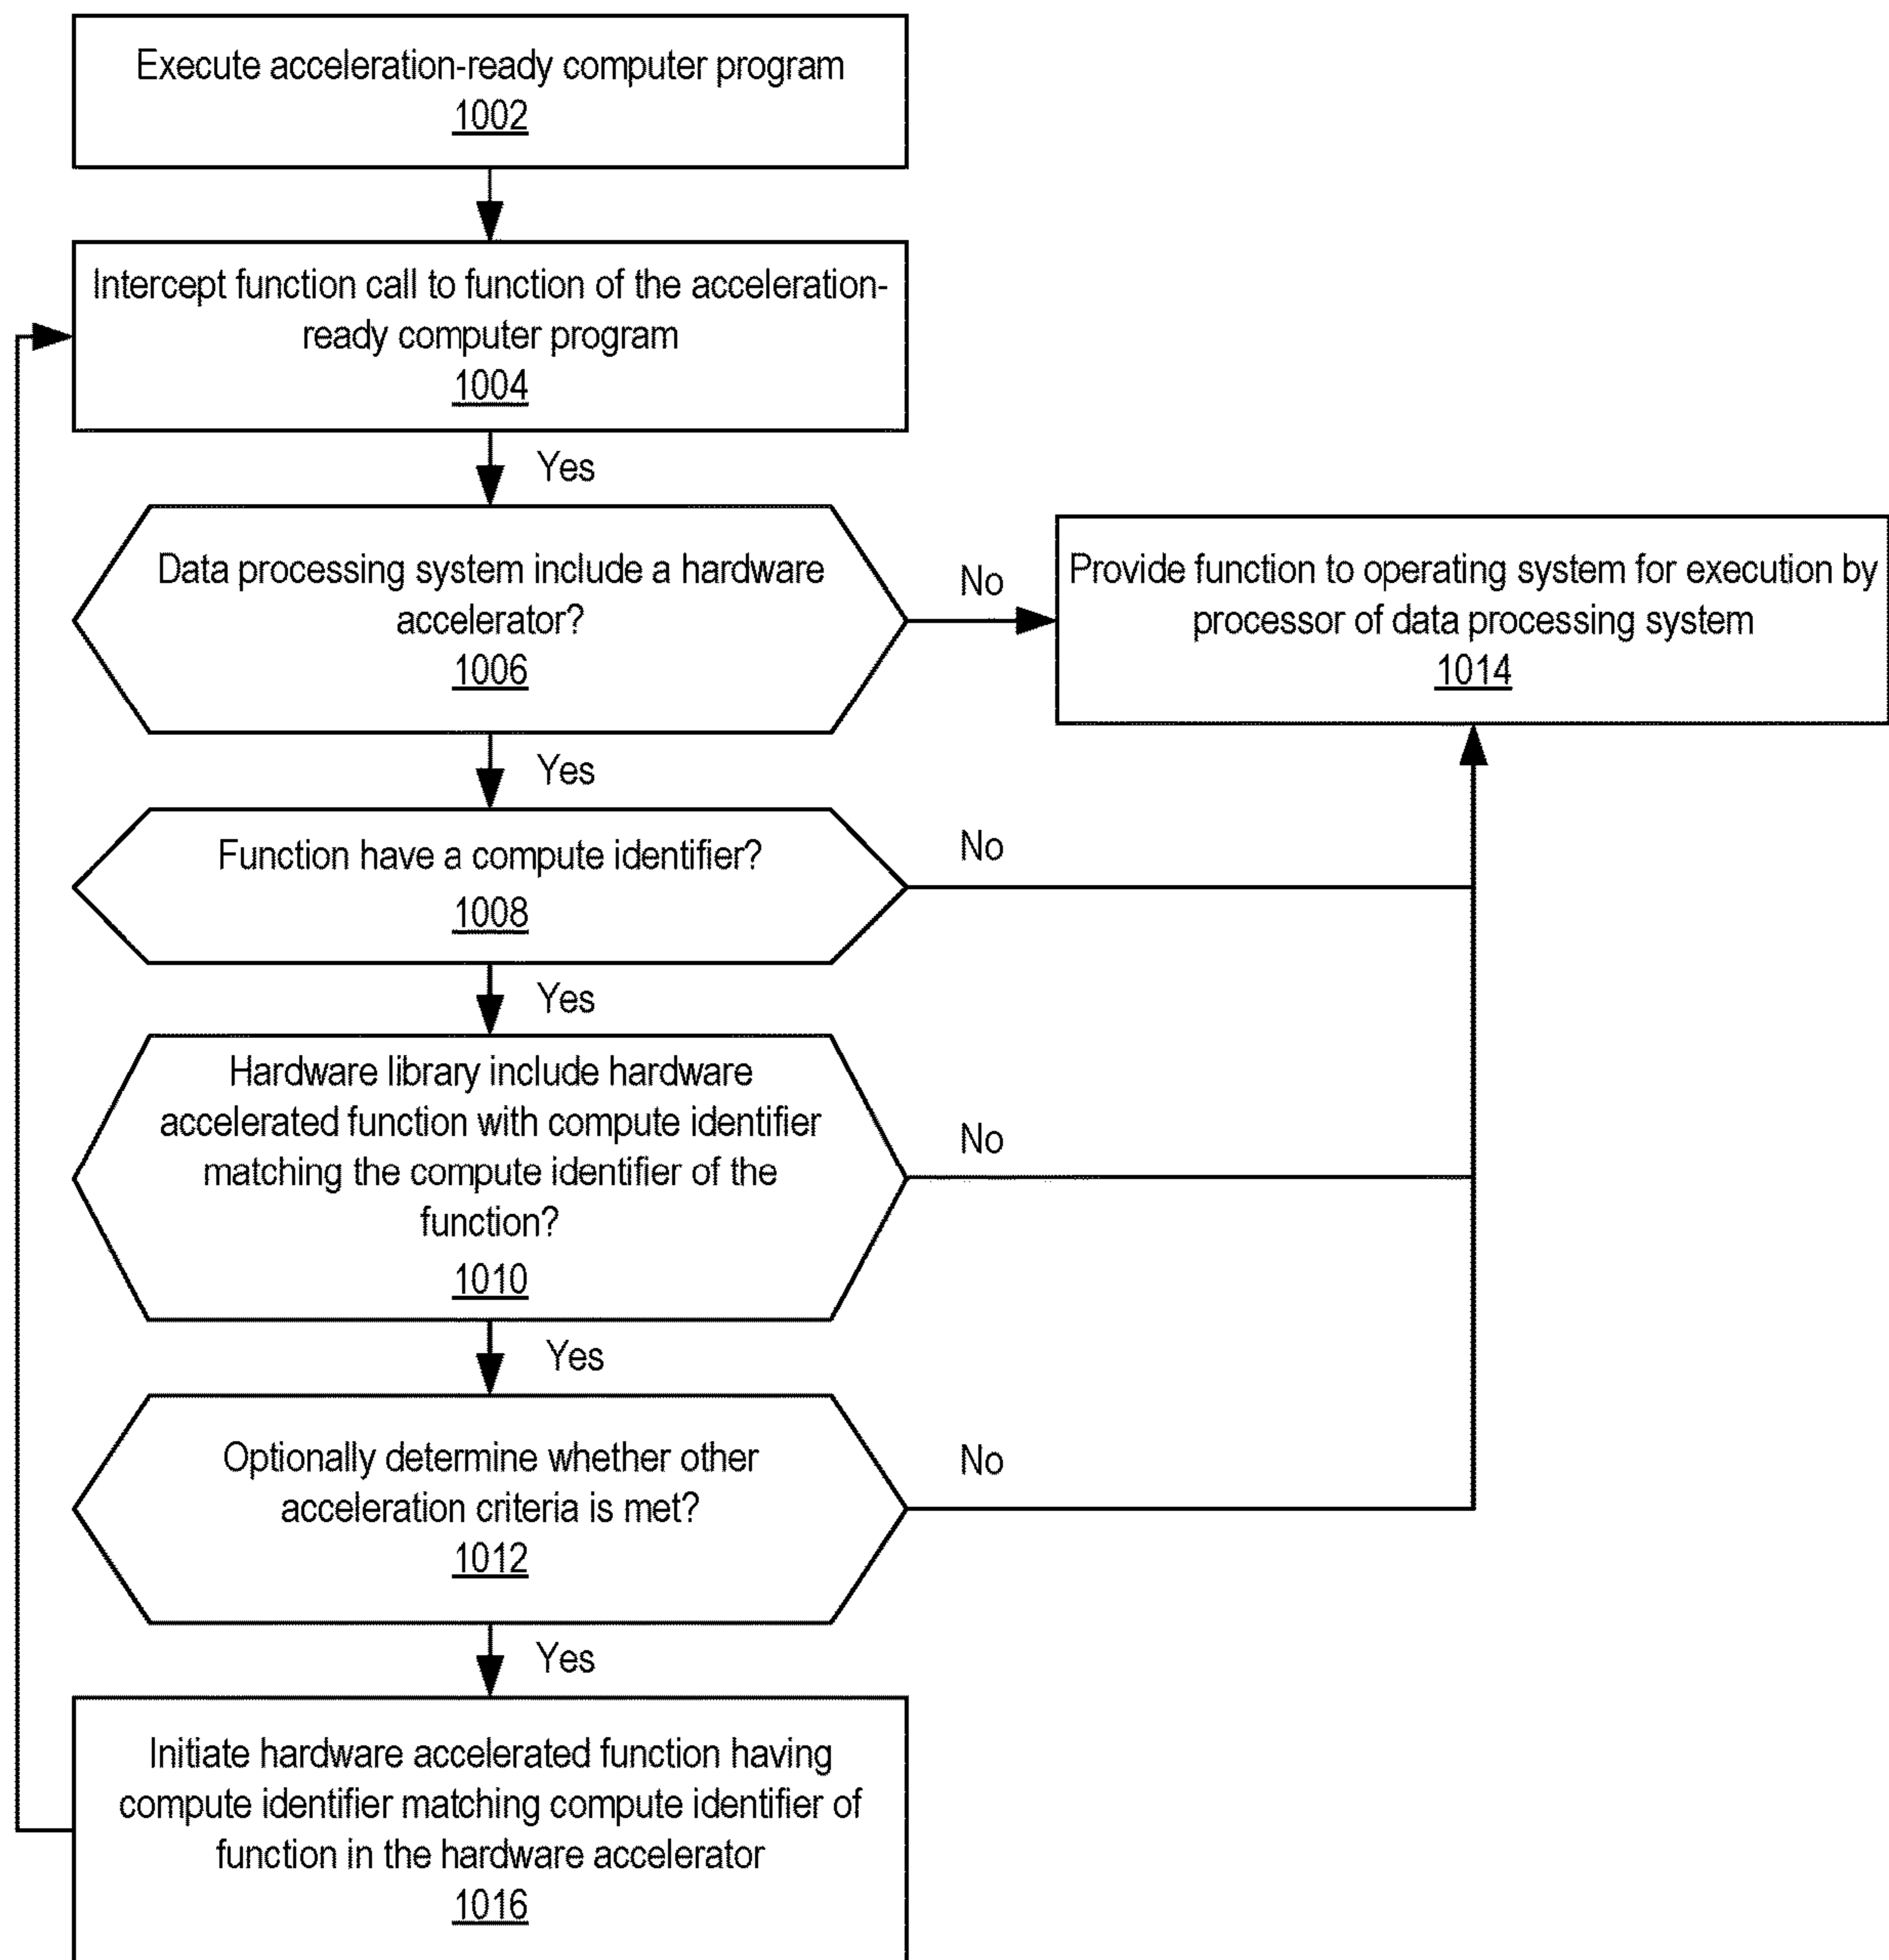 Execute acceleration-ready computer program
1002
Intercept function call to function of the acceleration-
ready computer program
1004
Yes
Data processing system include a hardware
accelerator?
1006
No
Provide function to operating system for execution by
processor of data processing system
1014
Yes
Function have a compute identifier?
1008
No
Yes
Hardware library include hardware
accelerated function with compute identifier
matching the compute identifier of the
function?
1010
No
Yes
Optionally determine whether other
acceleration criteria is met?
1012
No
Yes
Initiate hardware accelerated function having
compute identifier matching compute identifier of
function in the hardware accelerator
1016